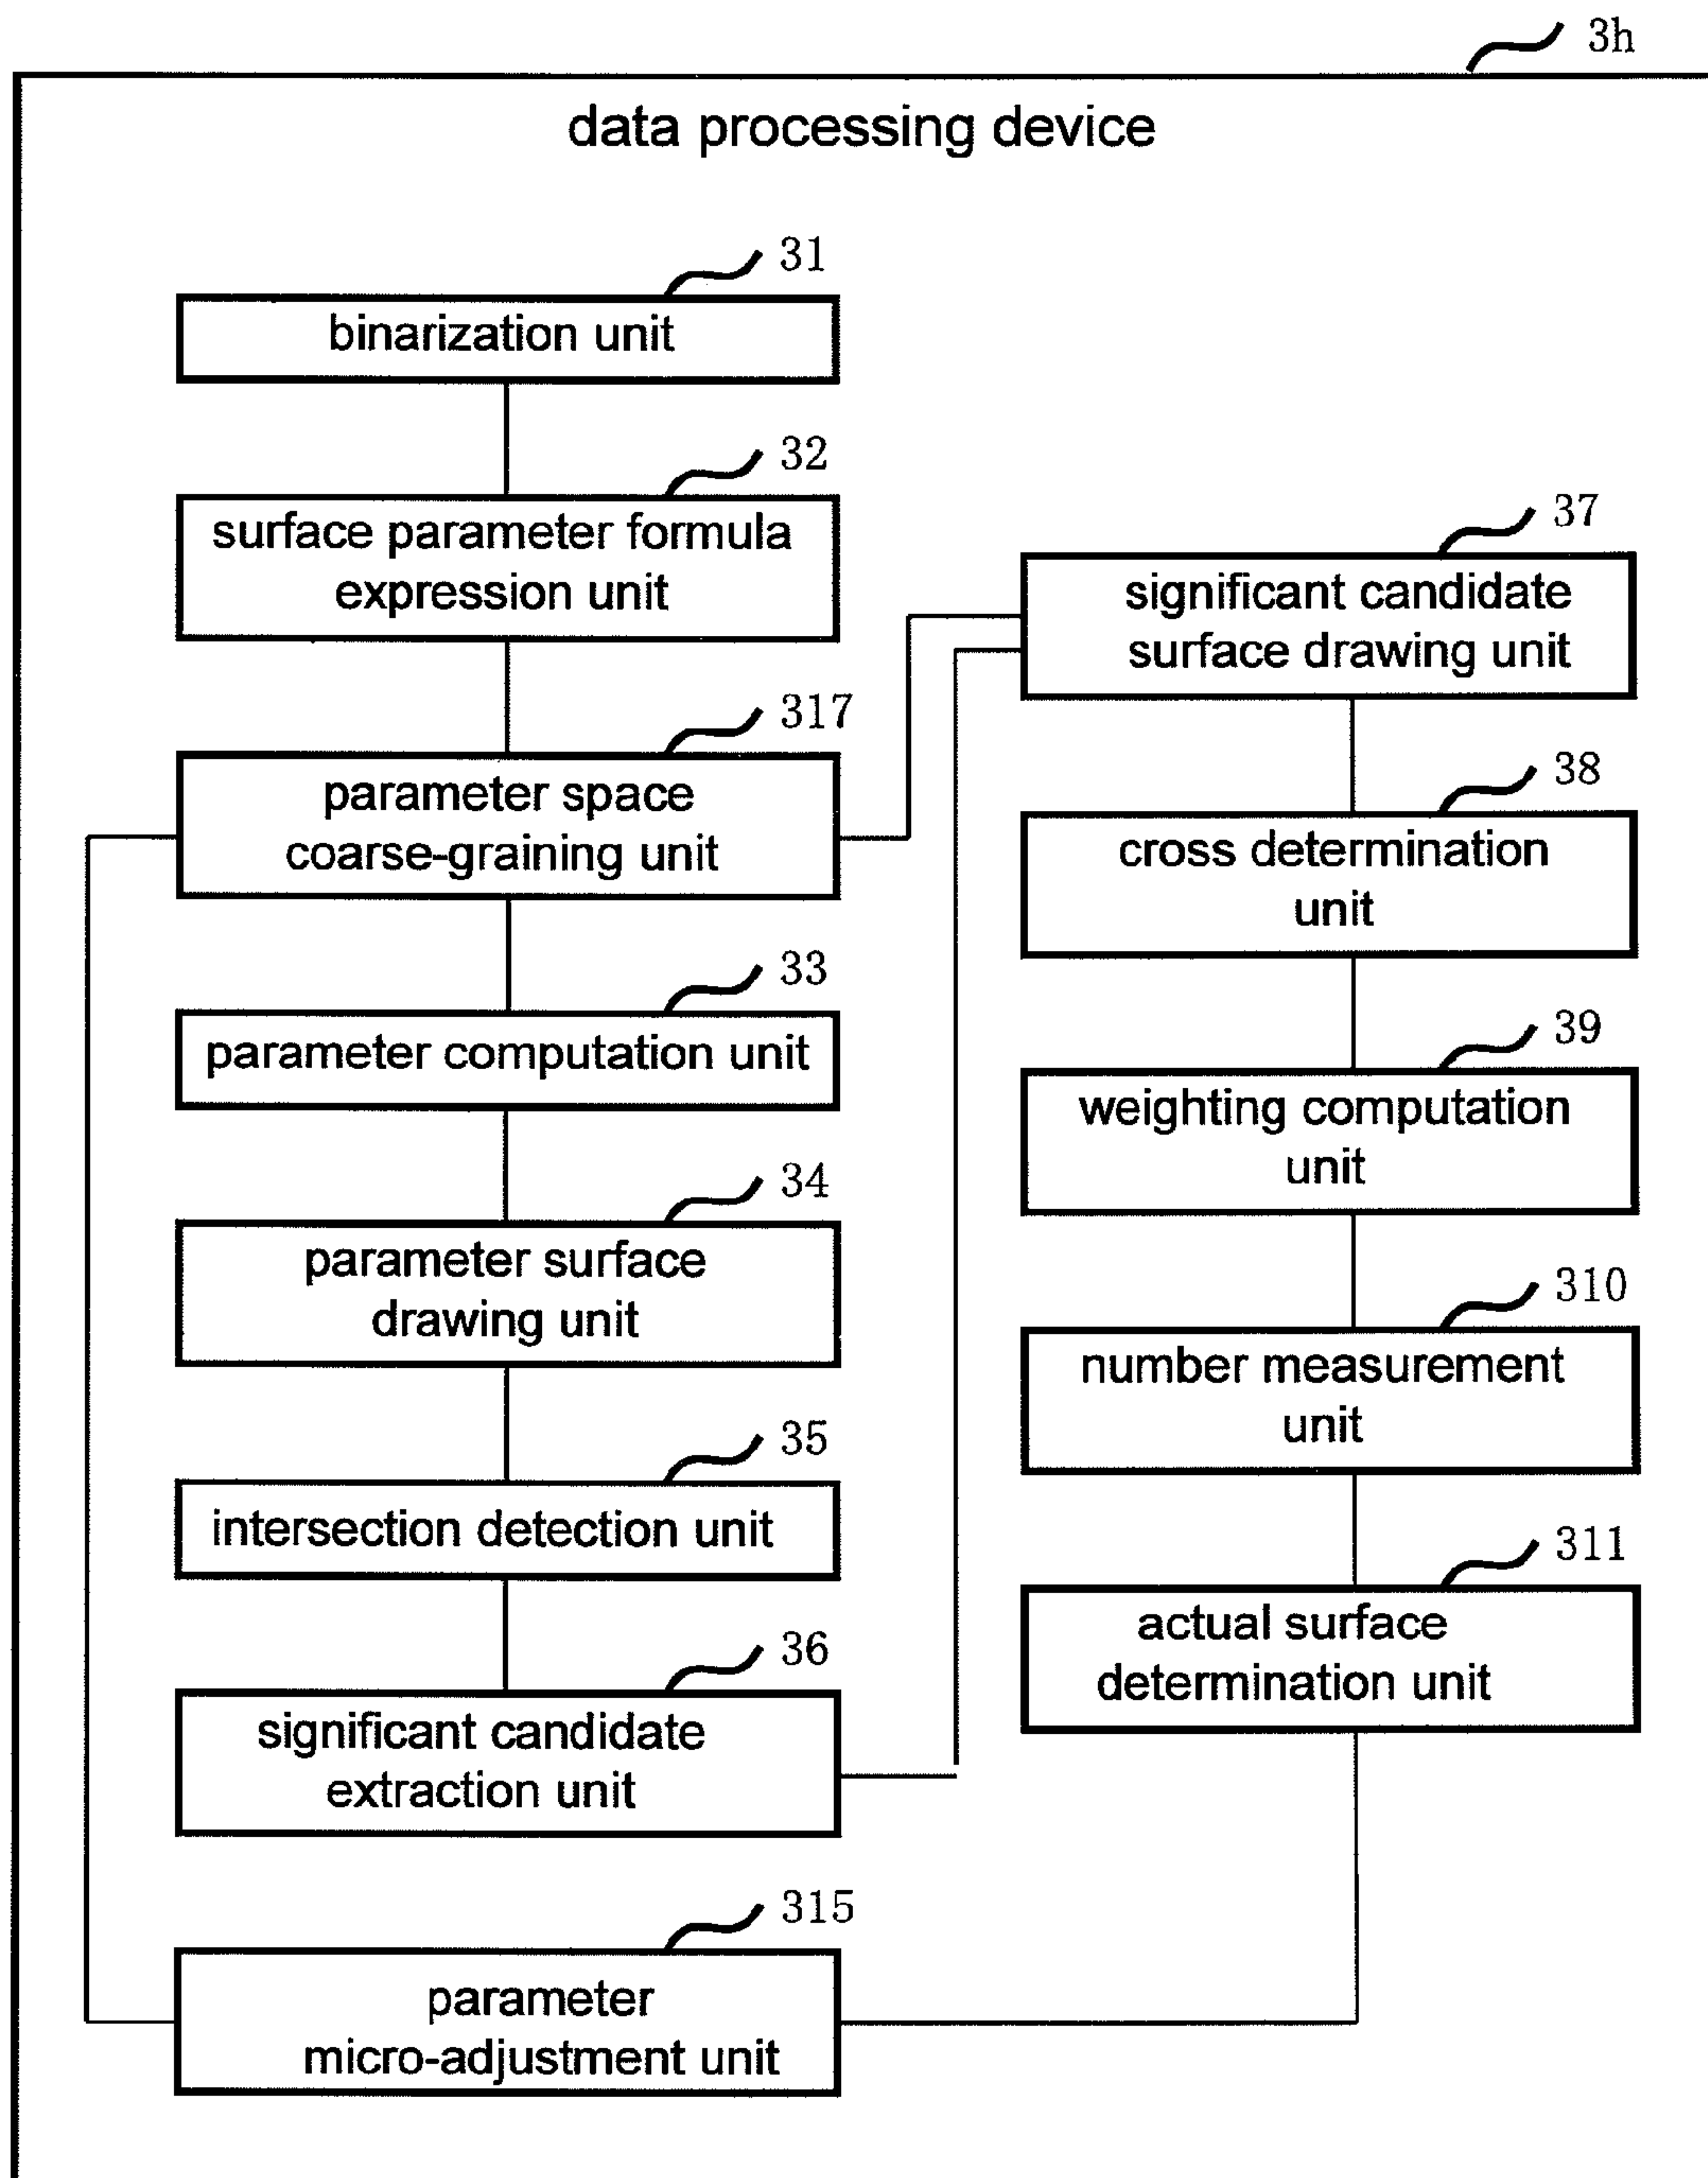 3h
data processing device
31
binarization unit
32
surface parameter formula
expression unit
317
parameter space
coarse-graining unit
33
parameter computation unit
34
parameter surface
drawing unit
35
intersection detection unit
36
significant candidate
extraction unit
315
parameter
micro-adjustment unit
37
significant candidate
surface drawing unit
38
cross determination
unit
39
weighting computation
unit
310
number measurement
unit
311
actual surface
determination unit